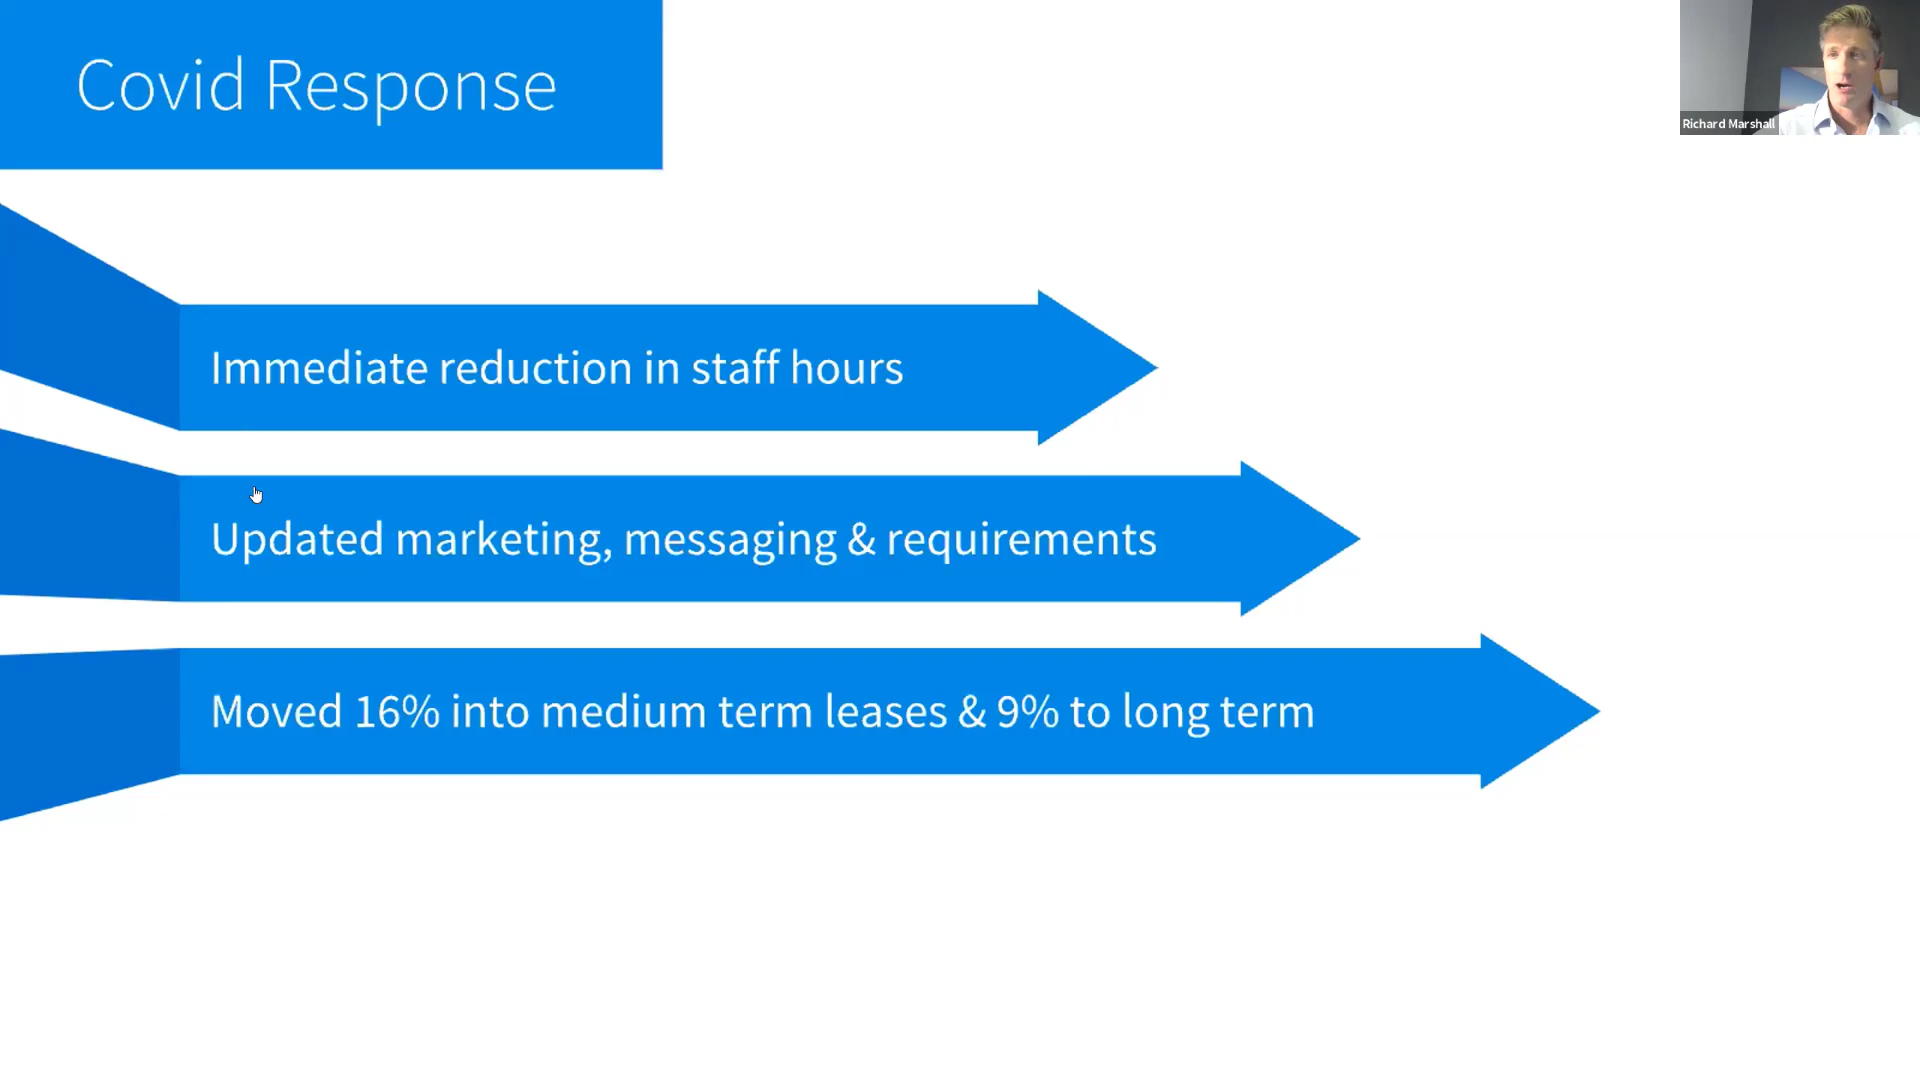 Covid Response
Richard Marshall
Immediate reduction in staff hours
Updated marketing, messaging & requirements
Moved 16% into medium term leases & 9% to long term